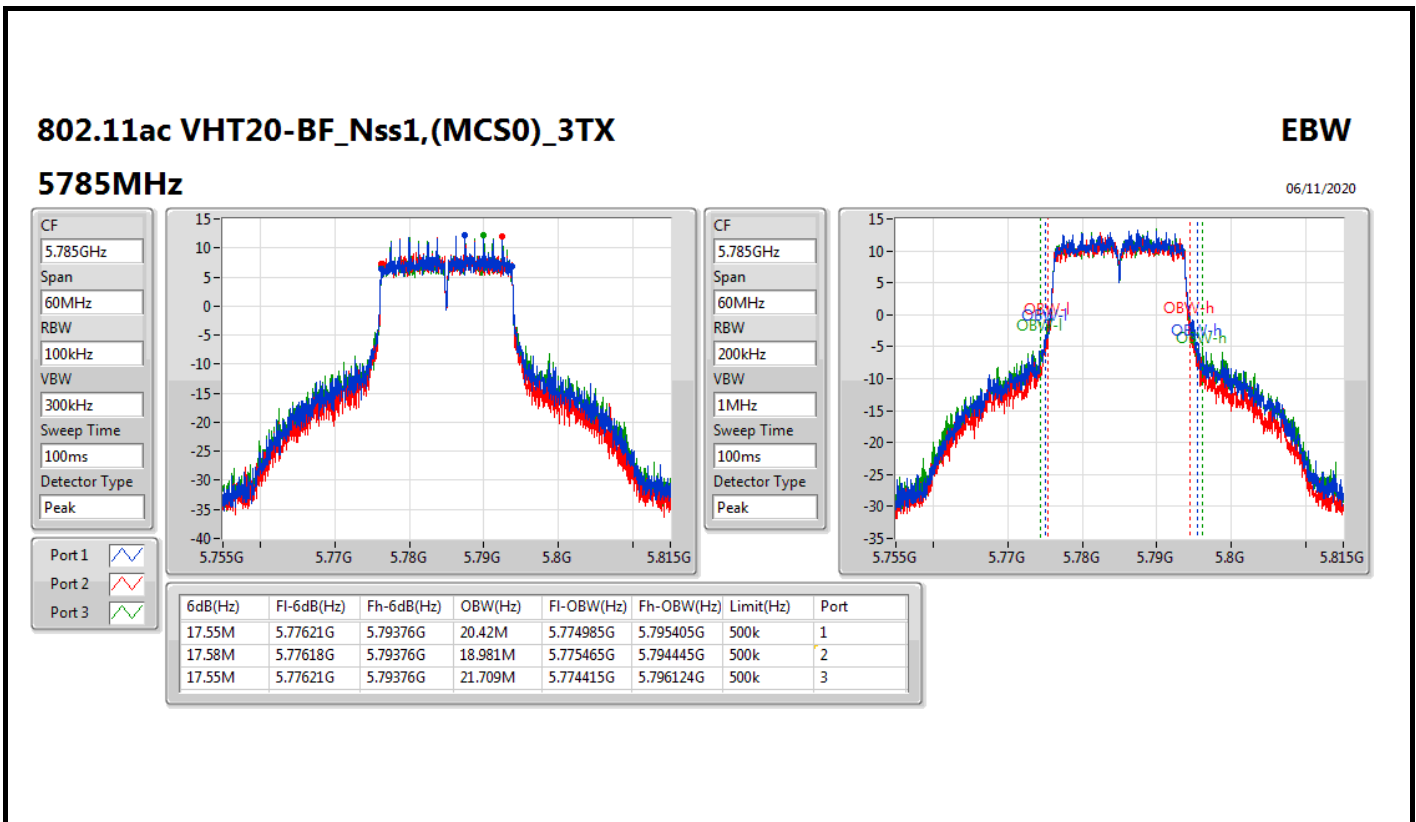 802.11ac VHT20-BF_Nss1,(MCS0)_3TX
EBW
5785MHz
06/11/2020
CF
5.785GHz
Span
60MHz
RBW
100kHz
VBW
300kHz
Sweep Time
100ms
Detector Type
Peak
15
10
5
0
-5
-10
-15
-20
-25
-30
-35
-40
5.755G 5.77G 5.78G 5.79G 5.8G 5.815G
CF
5.785GHz
Span
60MHz
RBW
200kHz
VBW
1MHz
Sweep Time
100ms
Detector Type
Peak
15
10
5
0
-5
-10
-15
-20
-25
-30
-35
OBW-l
OBW-l
OBW-l
OBW-h
OBW-h
OBW-h
5.755G 5.77G 5.78G 5.79G 5.8G 5.815G
Port 1
Port 2
Port 3
6dB(Hz) Fl-6dB(Hz) Fh-6dB(Hz) OBW(Hz) Fl-OBW(Hz) Fh-OBW(Hz) Limit(Hz) Port
17.55M 5.77621G 5.79376G 20.42M 5.774985G 5.795405G 500k 1
17.58M 5.77618G 5.79376G 18.981M 5.775465G 5.794445G 500k 2
17.55M 5.77621G 5.79376G 21.709M 5.774415G 5.796124G 500k 3